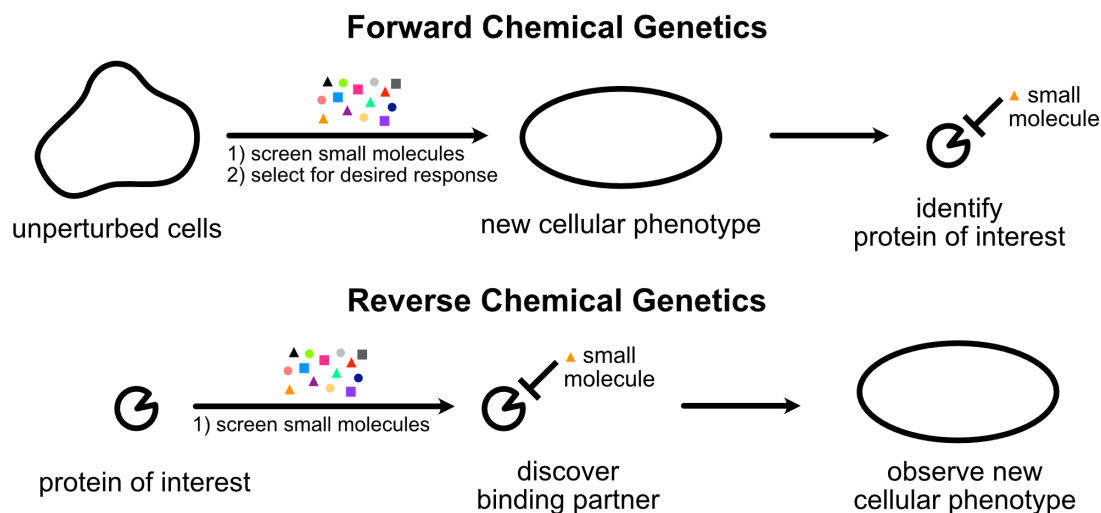 Forward Chemical Genetics
small
molecule
1) screen small molecules
2) select for desired response
unperturbed cells
new cellular phenotype
identify
protein of interest
Reverse Chemical Genetics
small
molecule
1) screen small molecules
protein of interest
discover
binding partner
observe new
cellular phenotype